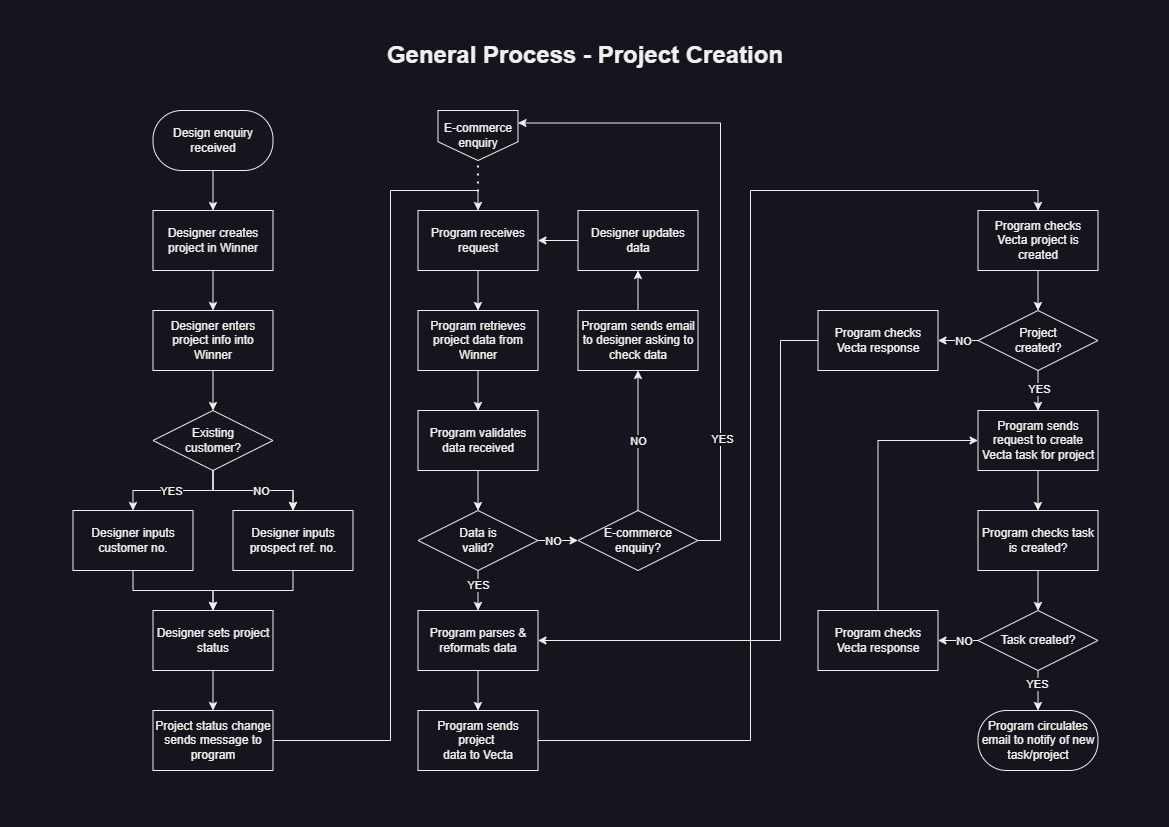 General Process - Project Creation
Design enquiry
received
Designer creates
project in Winner
Designer enters
project info into
Winner
Existing
customer?
YES
NO
Designer inputs
customer no.
Designer inputs
prospect ref. no.
Designer sets project
status
Project status change
sends message to
program
E-commerce
enquiry
Program receives
request
Designer updates
data
Program retrieves
project data from
Winner
Program sends email
to designer asking to
check data
Program validates
data received
NO
YES
Data is
valid?
NO
E-commerce
enquiry?
YES
Program parses &
reformats data
Program sends
project
data to Vecta
Program checks
Vecta project is
created
Project
created?
NO
Program checks
Vecta response
YES
Program sends
request to create
Vecta task for project
Program checks task
is created?
Task created?
NO
Program checks
Vecta response
YES
Program circulates
email to notify of new
task/project